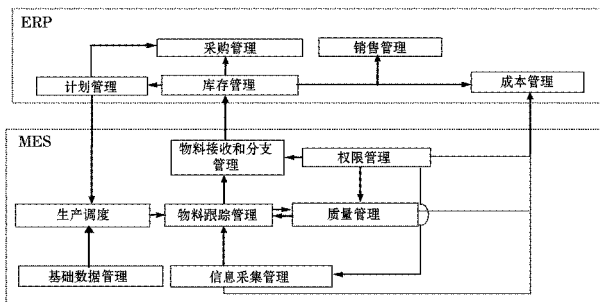 ERP
采购管理
销售管理
计划管理
库存管理
成本管理
MES
物料接收和分支
管理
权限管理
生产调度
物料跟踪管理
质量管理
基础数据管理
信息采集管理